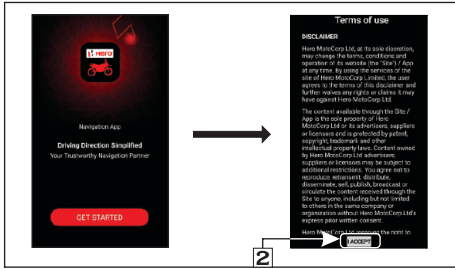 Hero
Navigation App
Driving Direction Simplified
Your Trustworthy Navigation Partner
GET STARTED
Terms of use
DISCLAIMER
Hero MotoCorp Ltd, at its sole discretion,
may change the terms, conditions and
operation of its website (the "Site") / App
at any time. By using the services of the
site of Hero MotoCorp Limited, the user
agrees to the terms of this disclaimer and
further waives any rights or claims it may
have against Hero MotoCorp Ltd.
The content available through the Site /
App is the sole property of Hero
MotoCorp Ltd or its advertisers, suppliers
or licensors and is protected by patent,
copyright, trademark and other
intellectual property laws. Content owned
by Hero MotoCorp Ltd advertisers,
suppliers or licensors may be subject to
additional restrictions. You agree not to
reproduce, retransmit, distribute,
disseminate, sell, publish, broadcast or
circulate the content received through the
Site to anyone, including but not limited
to others in the same company or
organization without Hero MotoCorp Ltd's
express prior written consent.
Hero MotoCorp Ltd reserves the right to
I ACCEPT
2